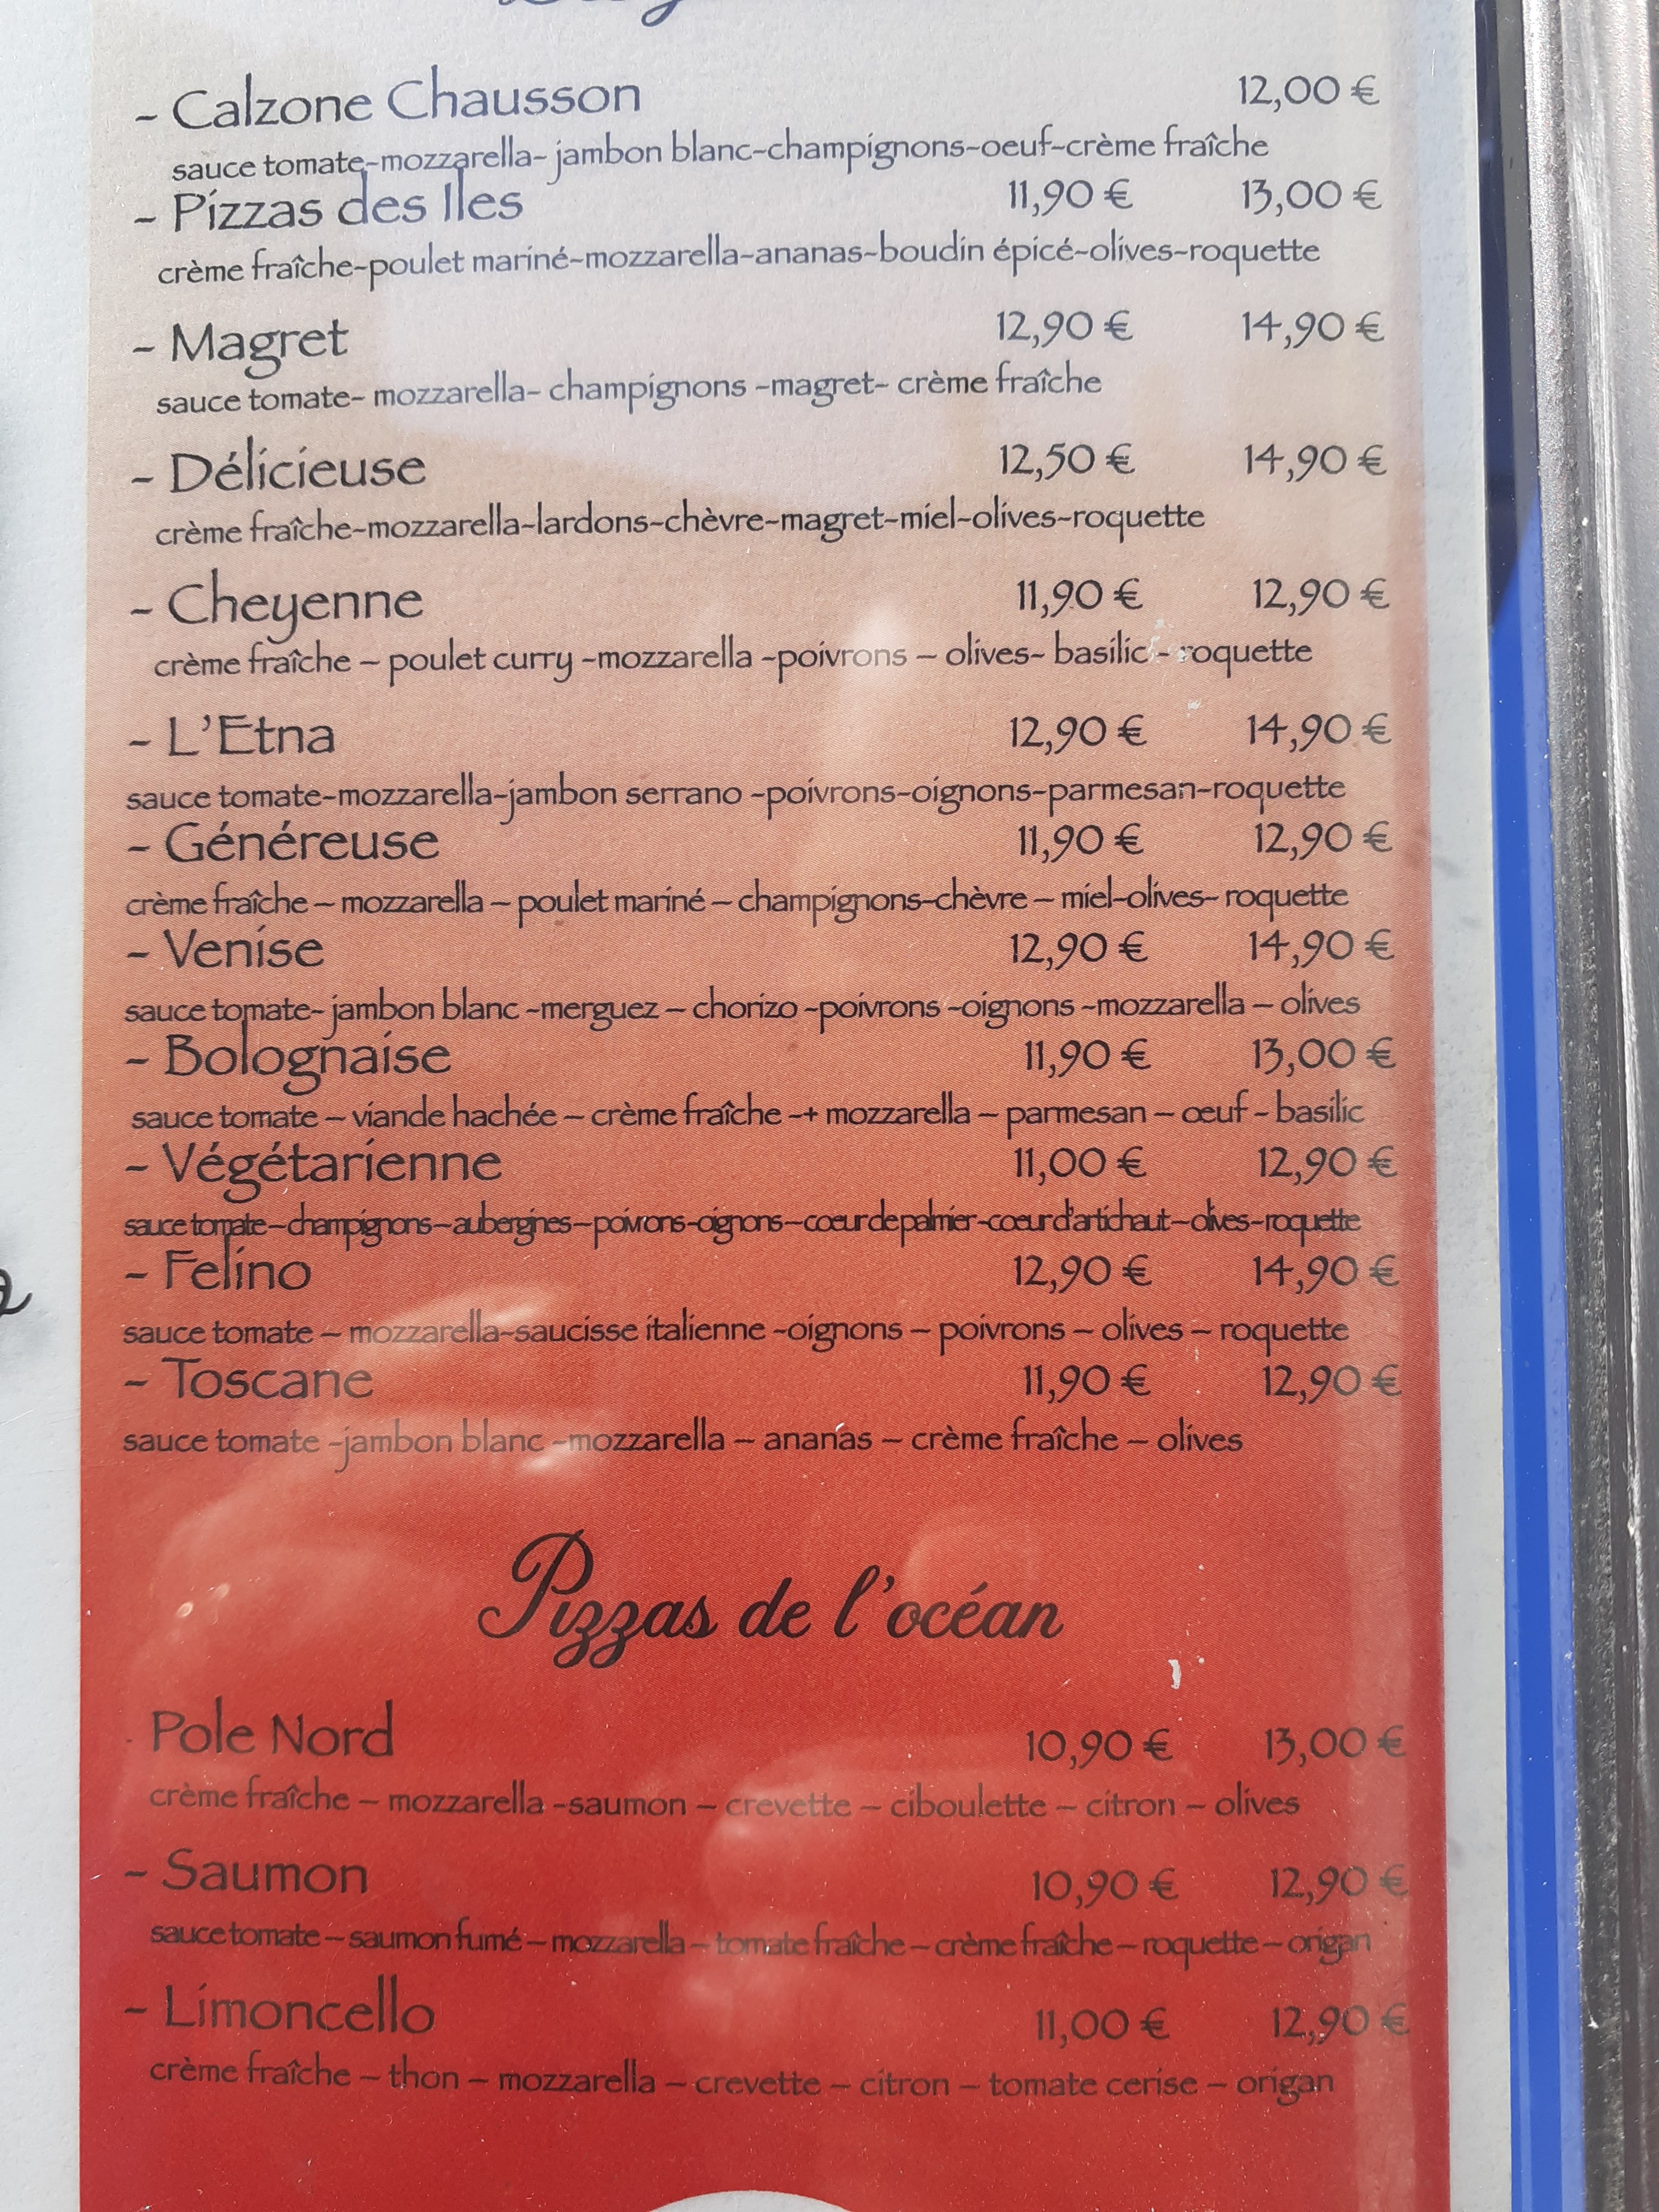 - Calzone Chausson 12,00 €
sauce tomate-mozzarella- jambon blanc-champignons-oeuf-crème fraîche
- Pizzas des Iles 11,90 € 13,00 €
crème fraîche-poulet mariné-mozzarella-ananas-boudin épicé-olives-roquette
- Magret 12,90 € 14,90 €
sauce tomate- mozzarella- champignons -magret- crème fraîche
- Délicieuse 12,50 € 14,90 €
crème fraîche-mozzarella-lardons-chèvre-magret-miel-olives-roquette
- Cheyenne 11,90 € 12,90 €
crème fraîche – poulet curry -mozzarella -poivrons – olives- basilic - roquette
- L'Etna 12,90 € 14,90 €
sauce tomate-mozzarella-jambon serrano -poivrons-oignons-parmesan-roquette
- Généreuse 11,90 € 12,90 €
crème fraîche – mozzarella – poulet mariné – champignons-chèvre – miel-olives- roquette
- Venise 12,90 € 14,90 €
sauce tomate- jambon blanc -merguez – chorizo -poivrons -oignons -mozzarella – olives
- Bolognaise 11,90 € 13,00 €
sauce tomate – viande hachée – crème fraîche -+ mozzarella – parmesan – œuf - basilic
- Végétarienne 11,00 € 12,90 €
sauce tomate – champignons – aubergines – poivrons-oignons – coeur de palmier -coeur d'artichaut – olives-roquette
- Felino 12,90 € 14,90 €
sauce tomate – mozzarella-saucisse italienne -oignons – poivrons – olives – roquette
- Toscane 11,90 € 12,90 €
sauce tomate -jambon blanc -mozzarella – ananas – crème fraîche – olives
Pizzas de l'océan
Pole Nord 10,90 € 13,00 €
crème fraîche – mozzarella -saumon – crevette – ciboulette – citron – olives
- Saumon 10,90 € 12,90 €
sauce tomate – saumon fumé – mozzarella – tomate fraîche – crème fraîche – roquette – origan
- Limoncello 11,00 € 12,90 €
crème fraîche – thon – mozzarella – crevette – citron – tomate cerise – origan